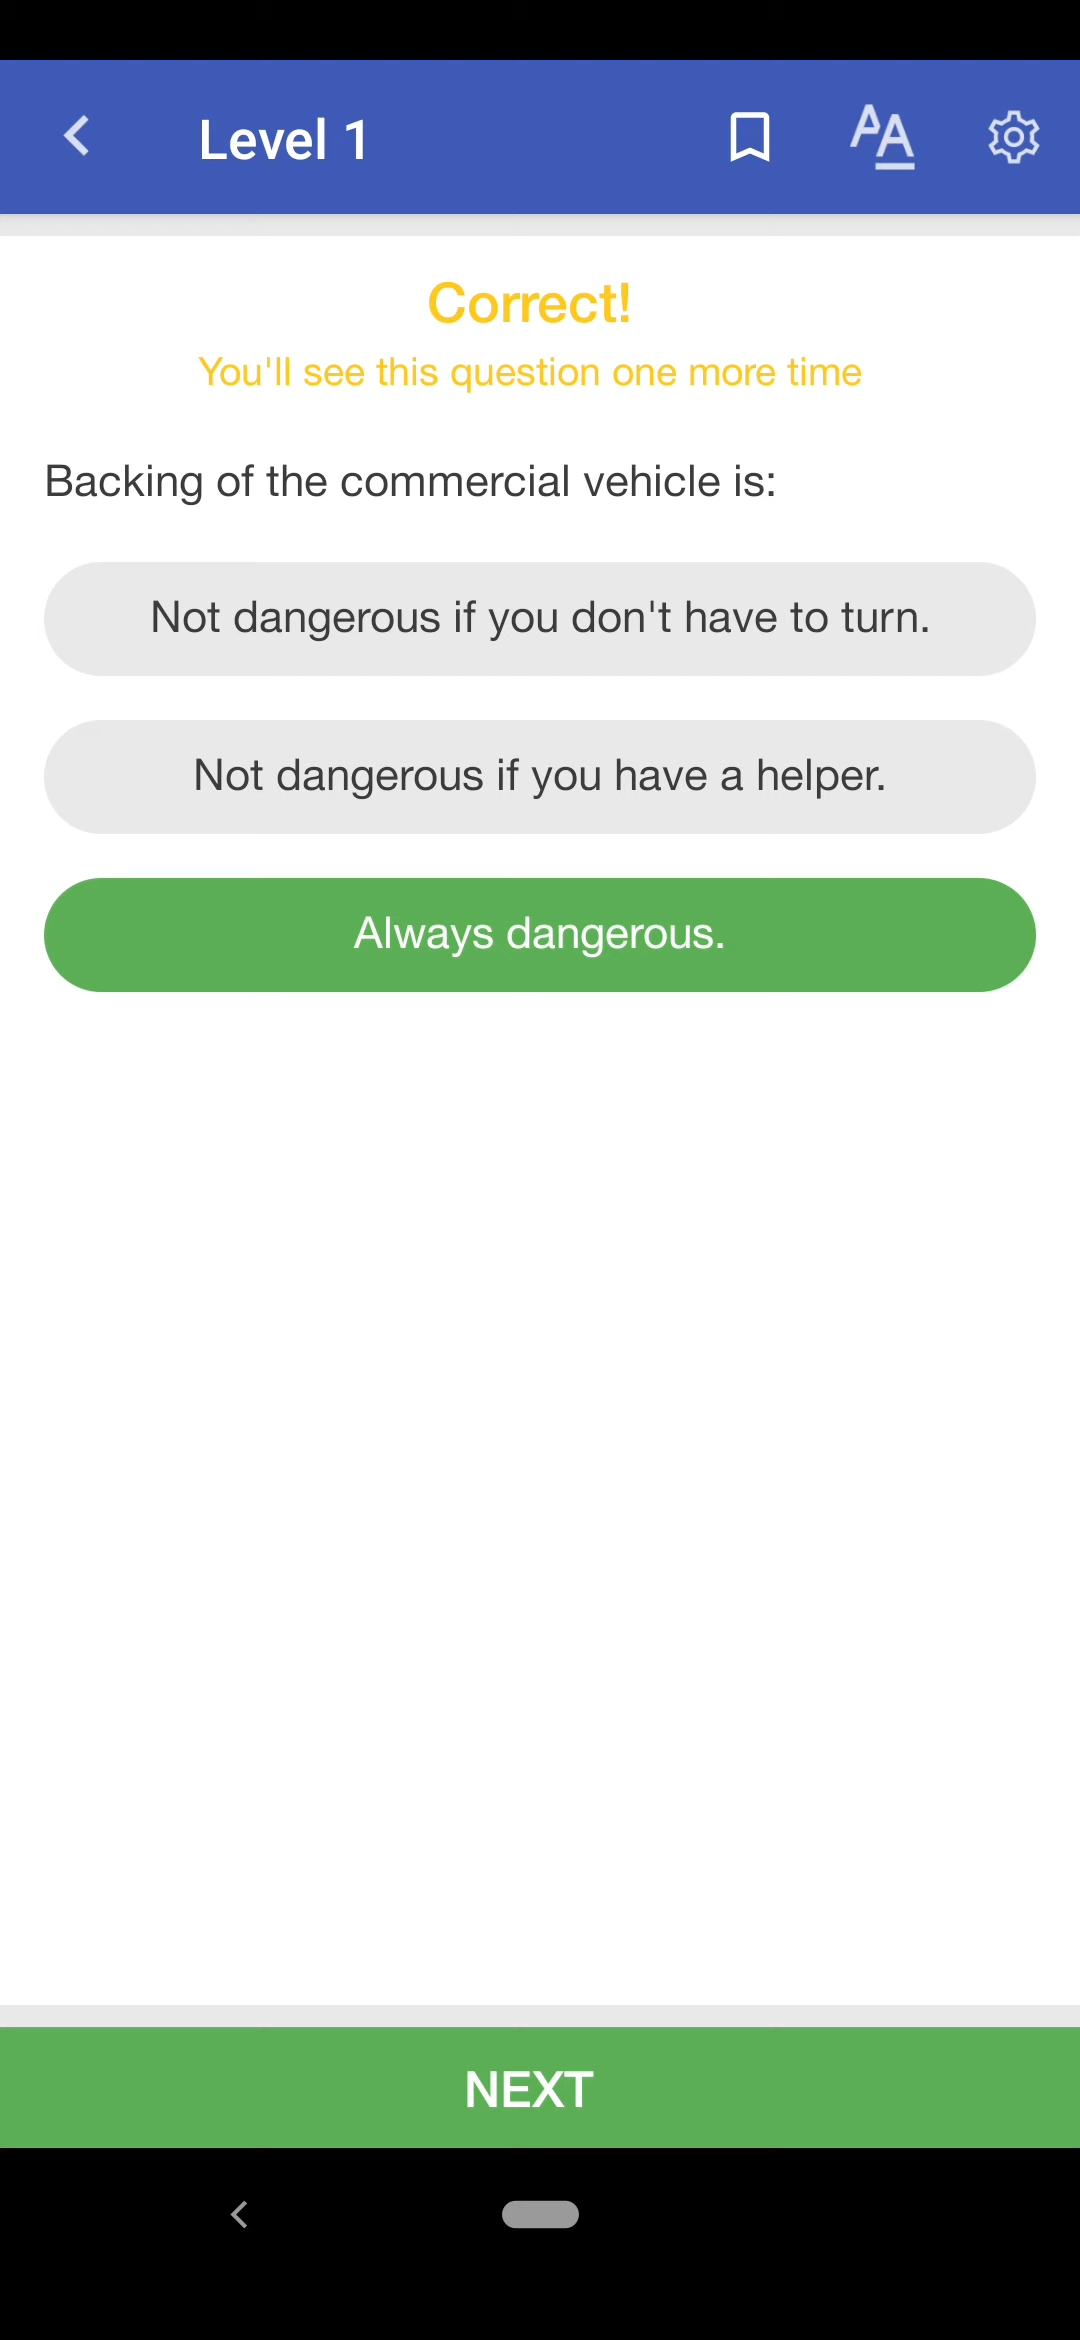 Level 1
Correct!
You'll see this question one more time
Backing of the commercial vehicle is:
Not dangerous if you don't have to turn.
Not dangerous if you have a helper.
Always dangerous.
NEXT